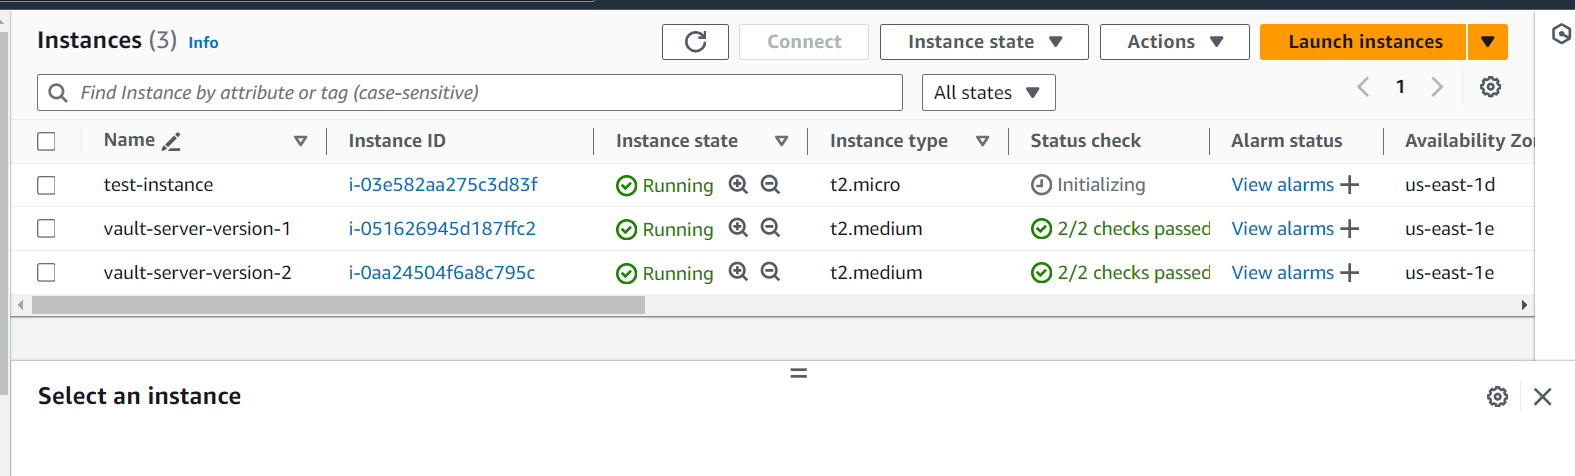 Instances (3) Info
Connect Instance state Actions Launch instances
Find Instance by attribute or tag (case-sensitive) All states 1
Name Instance ID Instance state Instance type Status check Alarm status Availability Zo
test-instance i-03e582aa275c3d83f Running t2.micro Initializing View alarms + us-east-1d
vault-server-version-1 i-051626945d187ffc2 Running t2.medium 2/2 checks passed View alarms + us-east-1e
vault-server-version-2 i-0aa24504f6a8c795c Running t2.medium 2/2 checks passed View alarms + us-east-1e
Select an instance